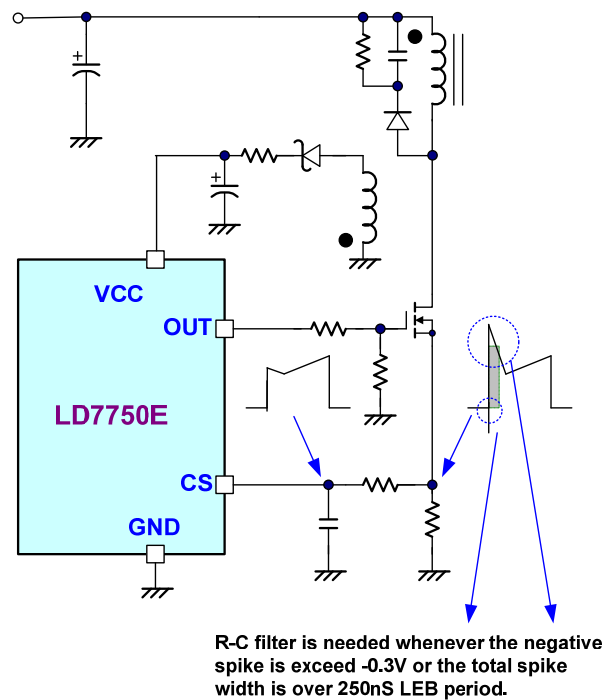 VCC
OUT
LD7750E
CS
GND
+
+
R-C filter is needed whenever the negative
spike is exceed -0.3V or the total spike
width is over 250nS LEB period.